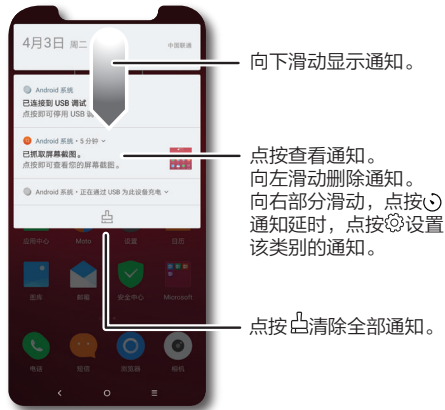 4月3日 周二
中国联通
向下滑动显示通知。
Android 系统
已连接到 USB 调试
点按即可停用 USB 调
Android 系统 • 5 分钟
已抓取屏幕截图。
点按即可查看您的屏幕截图。
点按查看通知。
向左滑动删除通知。
向右部分滑动，点按
通知延时，点按设置
该类别的通知。
Android 系统 • 正在通过 USB 为此设备充电
应用中心 Moto 设置 日历
图库 邮箱 安全中心 Microsoft
点按清除全部通知。
电话 短信 浏览器 相机